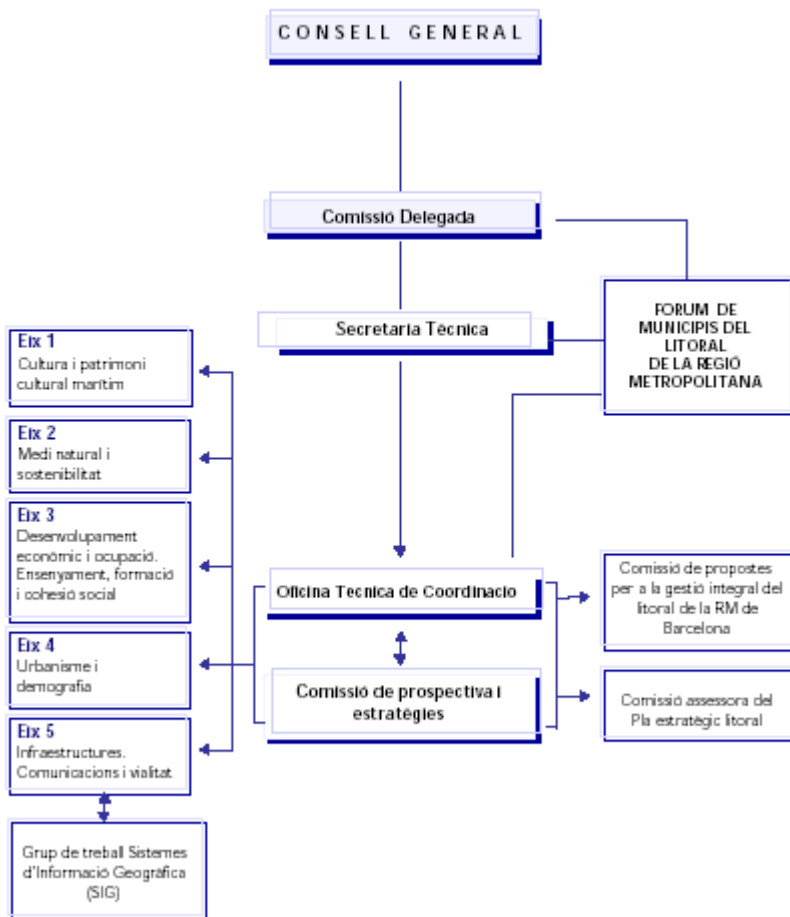 CONSELL GENERAL
Comissió Delegada
Secretaria Tècnica
FORUM DE
MUNICIPIS DEL
LITORAL
DE LA REGIÓ
METROPOLITANA
Eix 1
Cultura i patrimoni
cultural marítim
Eix 2
Medi natural i
sostenibilitat
Eix 3
Desenvolupament
econòmic i ocupació.
Ensenyament, formació
i cohesió social
Eix 4
Urbanisme i
demografia
Eix 5
Infraestructures.
Comunicacions i vialitat
Grup de treball Sistemes
d'Informació Geogràfica
(SIG)
Oficina Tecnica de Coordinacio
Comissió de prospectiva i
estratègies
Comissió de propostes
per a la gestió integral del
litoral de la RM de
Barcelona
Comissió assessora del
Pla estratègic litoral